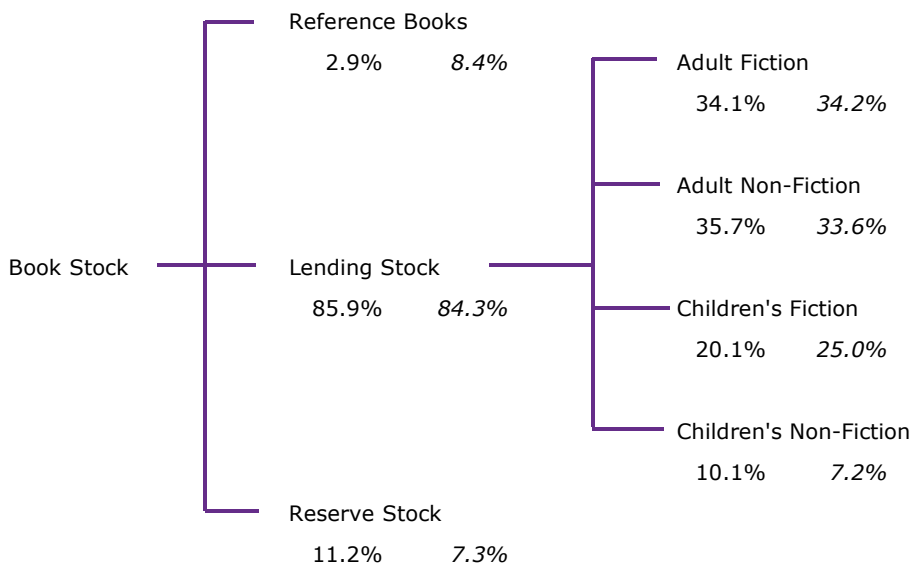 Reference Books
2.9% 8.4%
Adult Fiction
34.1% 34.2%
Adult Non-Fiction
35.7% 33.6%
Book Stock
Lending Stock
85.9% 84.3%
Children's Fiction
20.1% 25.0%
Children's Non-Fiction
10.1% 7.2%
Reserve Stock
11.2% 7.3%